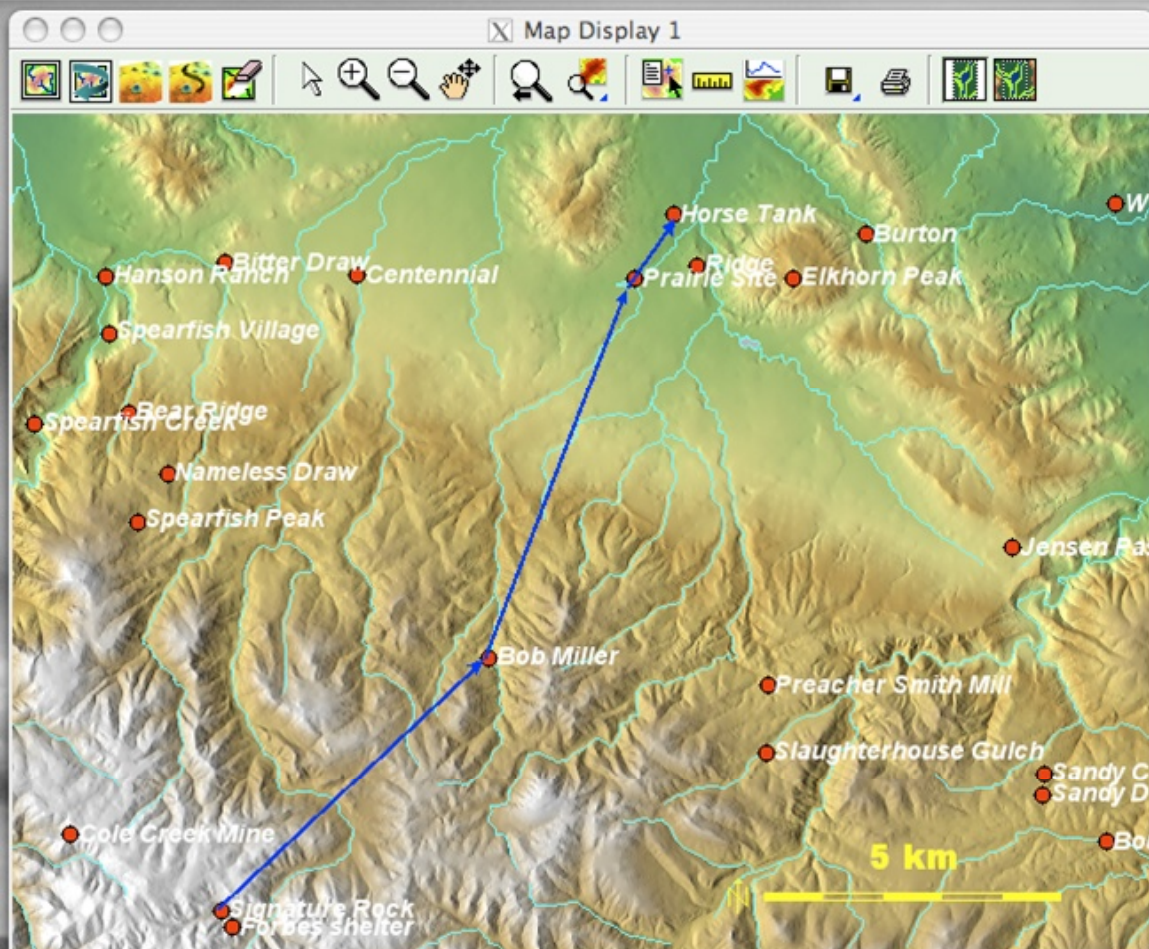 Map Display 1
Horse Tank
W
Burton
Bitter Draw
Hanson Ranch
Centennial
Ridge
Prairie Site
Elkhorn Peak
Spearfish Village
Bear Ridge
Spearfish Creek
Nameless Draw
Spearfish Peak
Jensen Pas
Bob Miller
Preacher Smith Mill
Slaughterhouse Gulch
Sandy C
Sandy D
Cole Creek Mine
Bo
5 km
Signature Rock
Forbes shelter